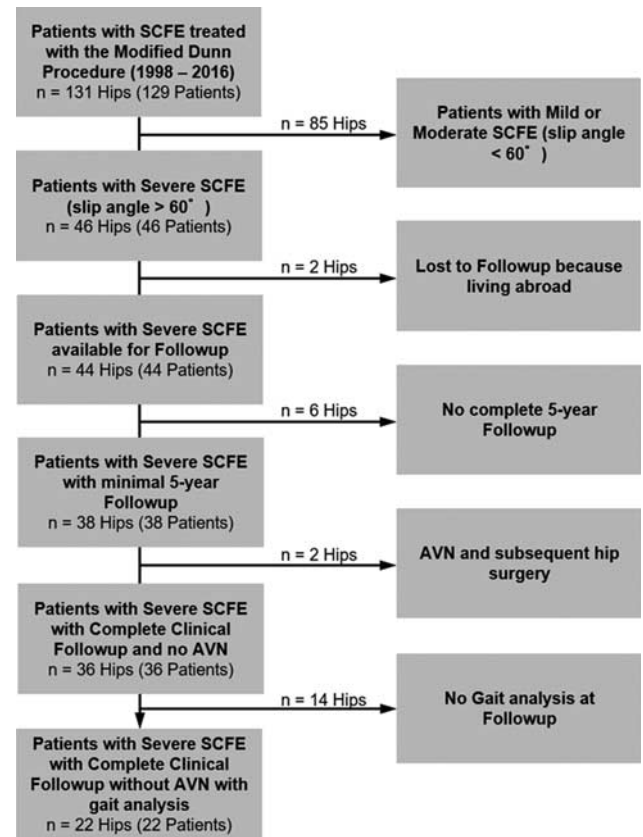 Patients with SCFE treated
with the Modified Dunn
Procedure (1998 – 2016)
n = 131 Hips (129 Patients)
n = 85 Hips
Patients with Mild or
Moderate SCFE (slip angle
< 60˚ )
Patients with Severe SCFE
(slip angle > 60˚ )
n = 46 Hips (46 Patients)
n = 2 Hips
Lost to Followup because
living abroad
Patients with Severe SCFE
available for Followup
n = 44 Hips (44 Patients)
n = 6 Hips
No complete 5-year
Followup
Patients with Severe SCFE
with minimal 5-year
Followup
n = 38 Hips (38 Patients)
n = 2 Hips
AVN and subsequent hip
surgery
Patients with Severe SCFE
with Complete Clinical
Followup and no AVN
n = 36 Hips (36 Patients)
n = 14 Hips
No Gait analysis at
Followup
Patients with Severe SCFE
with Complete Clinical
Followup without AVN with
gait analysis
n = 22 Hips (22 Patients)